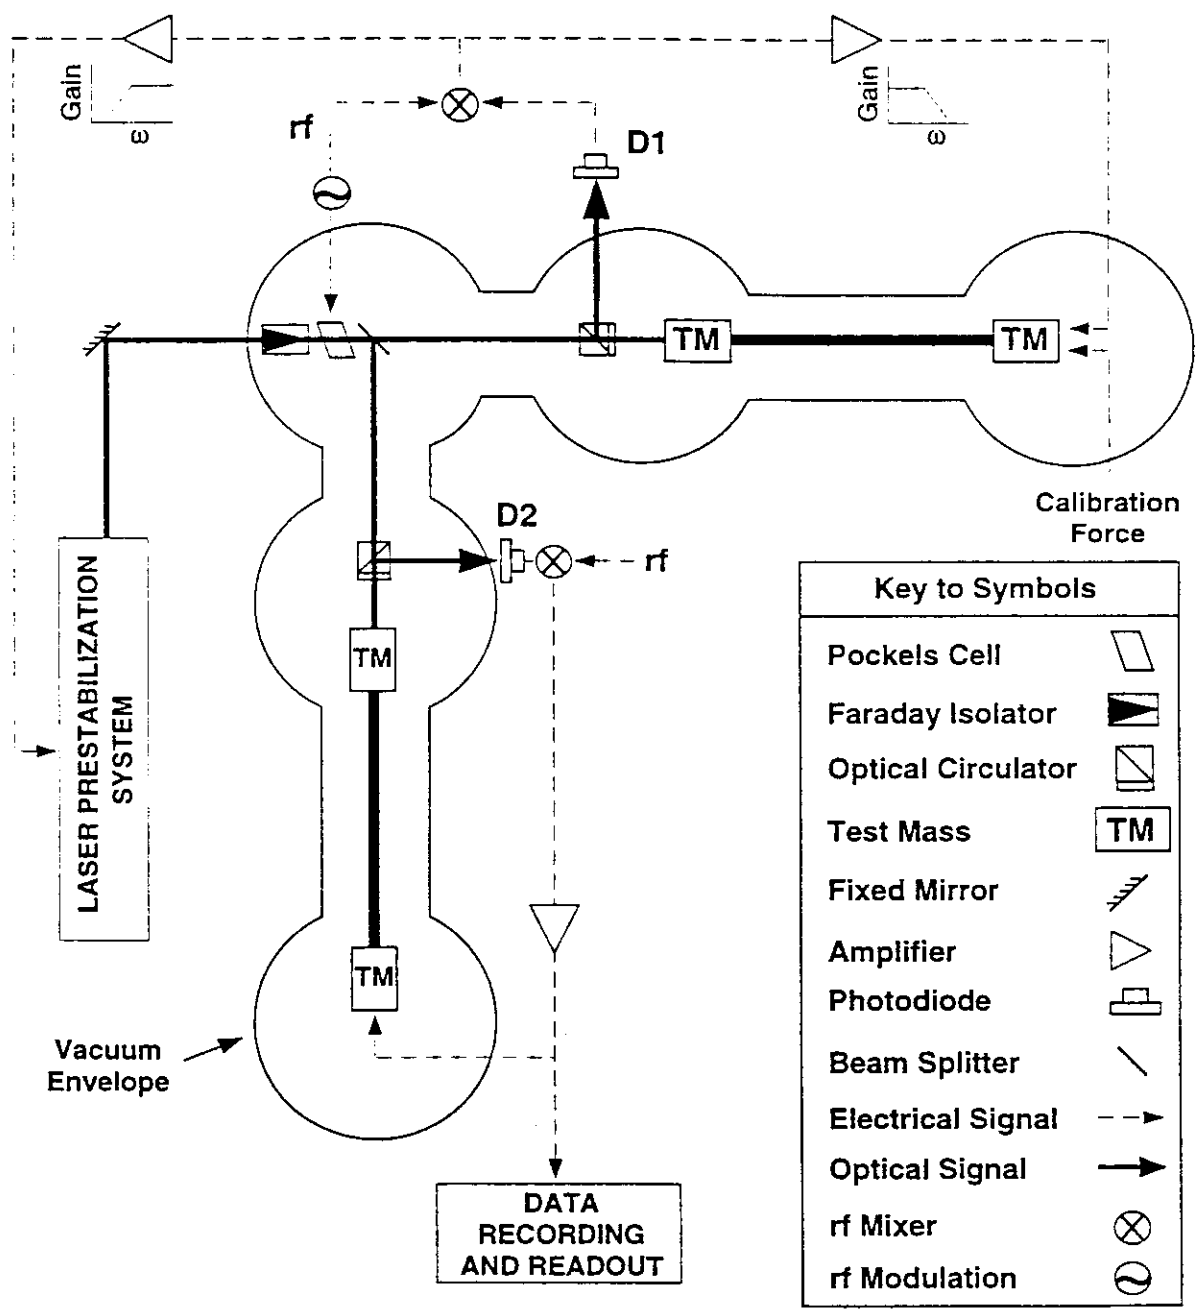 Gain
ω
Gain
ω
rf
D1
TM
TM
Calibration
Force
D2
rf
TM
TM
LASER PRESTABILIZATION
SYSTEM
Vacuum
Envelope
DATA
RECORDING
AND READOUT
Key to Symbols
Pockels Cell
Faraday Isolator
Optical Circulator
Test Mass
TM
Fixed Mirror
Amplifier
Photodiode
Beam Splitter
Electrical Signal
Optical Signal
rf Mixer
rf Modulation